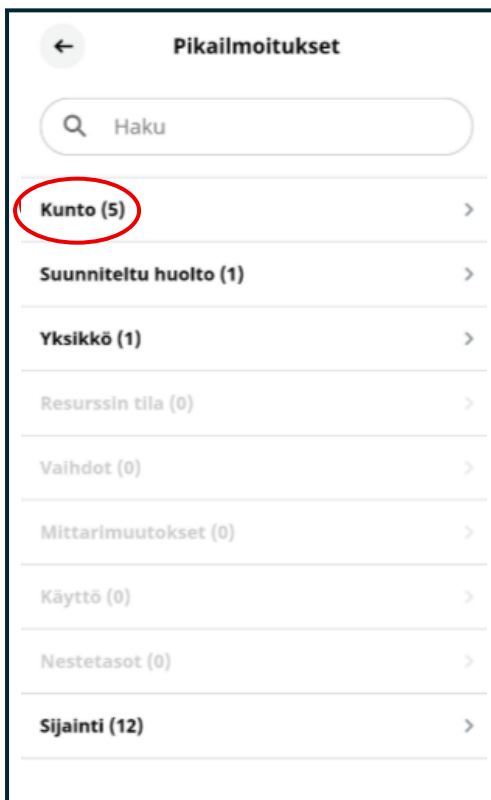 Pikailmoitukset
Haku
Kunto (5)
Suunniteltu huolto (1)
Yksikkö (1)
Resurssin tila (0)
Vaihdot (0)
Mittarimuutokset (0)
Käyttö (0)
Nestetasot (0)
Sijainti (12)